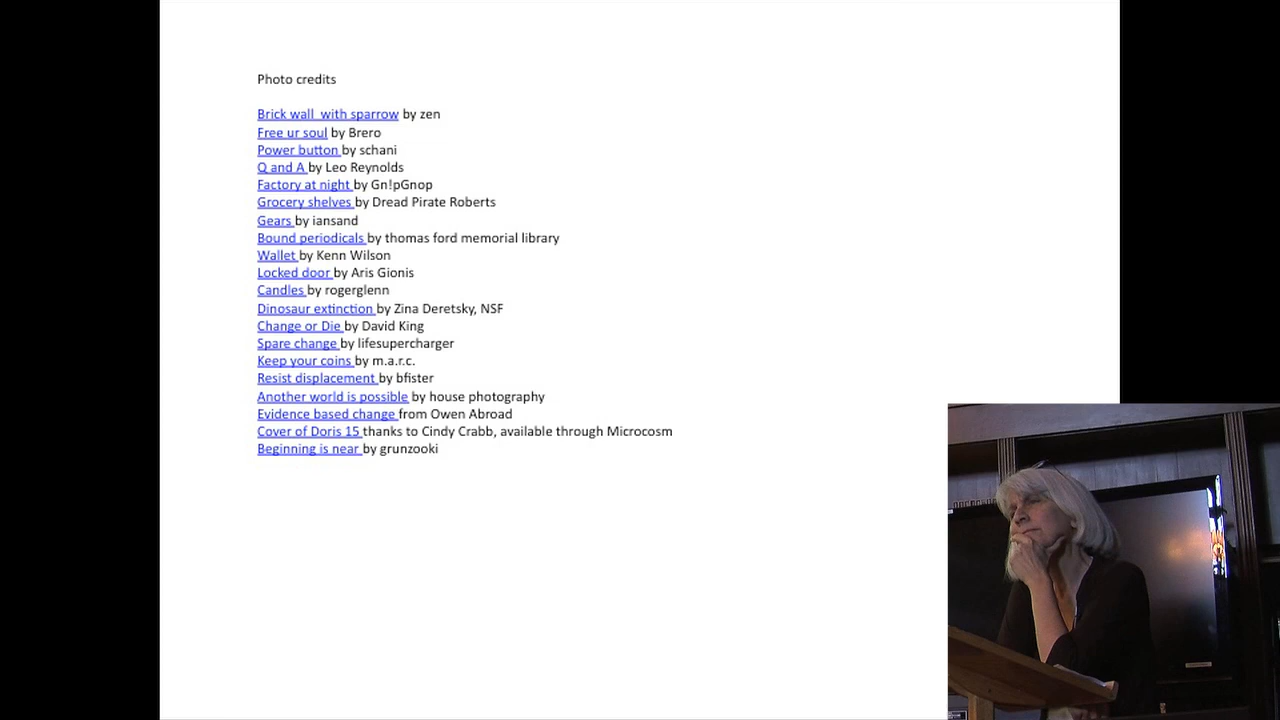 Photo credits
Brick wall  with sparrow by zen
Free ur soul by Brero
Power button by schani
Q and A by Leo Reynolds
Factory at night by Gn!pGnop
Grocery shelves by Dread Pirate Roberts
Gears by iansand
Bound periodicals by thomas ford memorial library
Wallet by Kenn Wilson
Locked door by Aris Gionis
Candles by rogerglenn
Dinosaur extinction by Zina Deretsky, NSF
Change or Die by David King
Spare change by lifesupercharger
Keep your coins by m.a.r.c.
Resist displacement by bfister
Another world is possible by house photography
Evidence based change from Owen Abroad
Cover of Doris 15 thanks to Cindy Crabb, available through Microcosm
Beginning is near by grunzooki